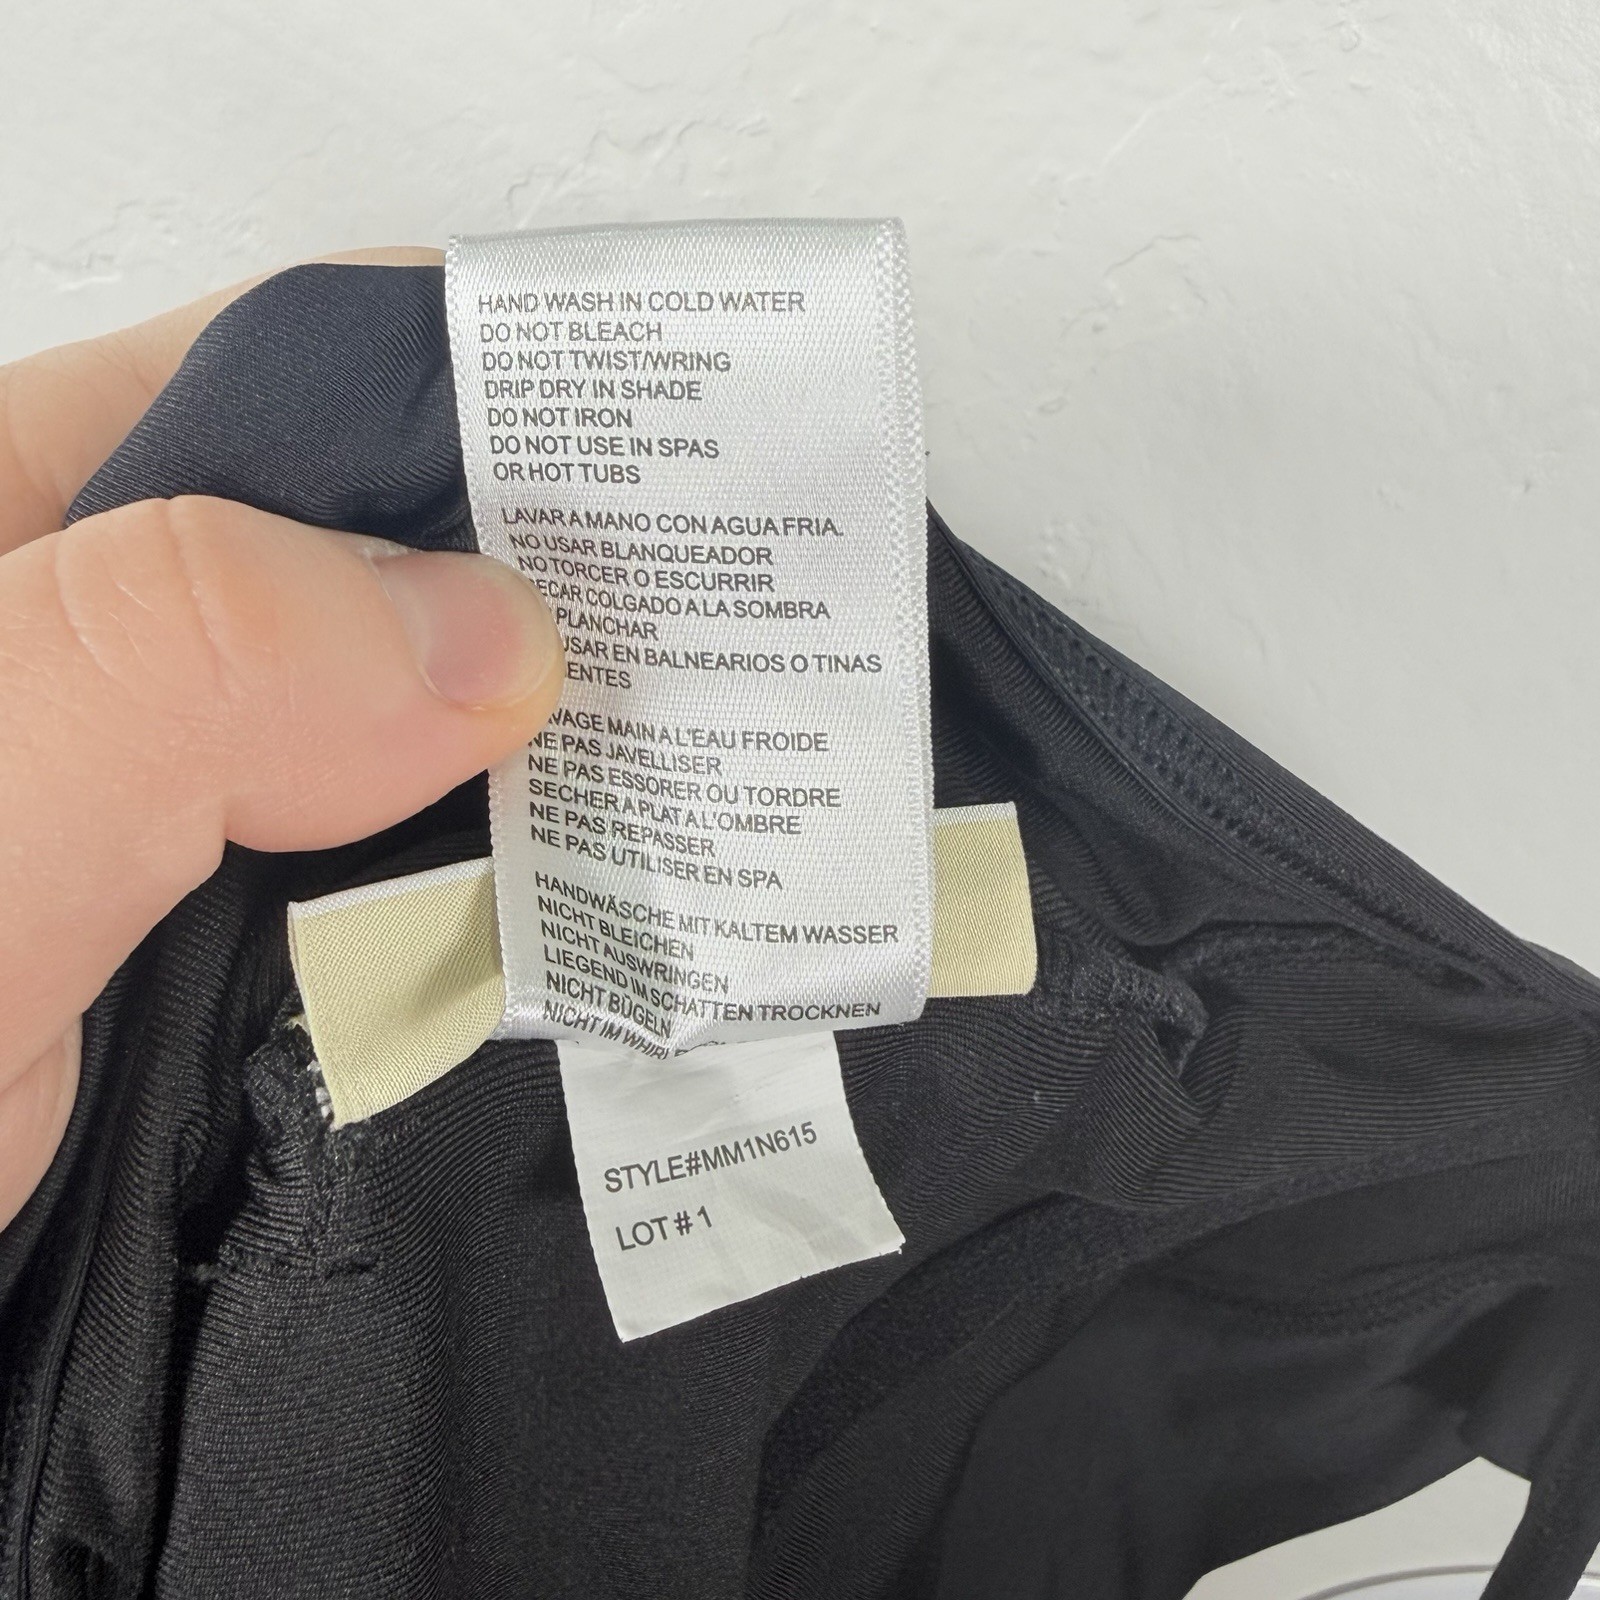 HAND WASH IN COLD WATER
DO NOT BLEACH
DO NOT TWIST/WRING
DRIP DRY IN SHADE
DO NOT IRON
DO NOT USE IN SPAS
OR HOT TUBS
LAVAR A MANO CON AGUA FRIA.
NO USAR BLANQUEADOR
NO TORCER O ESCURRIR
COLGADO A LA SOMBRA
PLANCHAR
USAR EN BALNEARIOS O TINAS
MAIN A L'EAU FROIDE
NE PAS JAVELLISER
NE PAS ESSORER OU TORDRE
SECHER A PLAT A L'OMBRE
NE PAS REPASSER
NE PAS UTILISER EN SPA
HANDWÄSCHE MIT KALTEM WASSER
NICHT BLEICHEN
NICHT AUSWRINGEN
LIEGEND IM SCHATTEN TROCKNEN
NICHT BÜGELN
NICHT IM
STYLE#MM1N615
LOT # 1